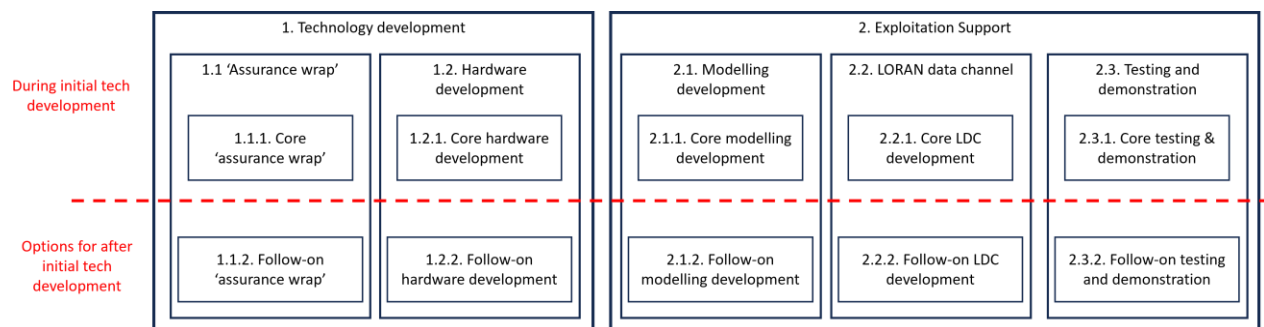 1. Technology development
2. Exploitation Support
During initial tech
development
1.1 ‘Assurance wrap’
1.2. Hardware
development
2.1. Modelling
development
2.2. LORAN data channel
2.3. Testing and
demonstration
1.1.1. Core
‘assurance wrap’
1.2.1. Core hardware
development
2.1.1. Core modelling
development
2.2.1. Core LDC
development
2.3.1. Core testing &
demonstration
Options for after
initial tech
development
1.1.2. Follow-on
‘assurance wrap’
1.2.2. Follow-on
hardware development
2.1.2. Follow-on
modelling development
2.2.2. Follow-on LDC
development
2.3.2. Follow-on testing
and demonstration